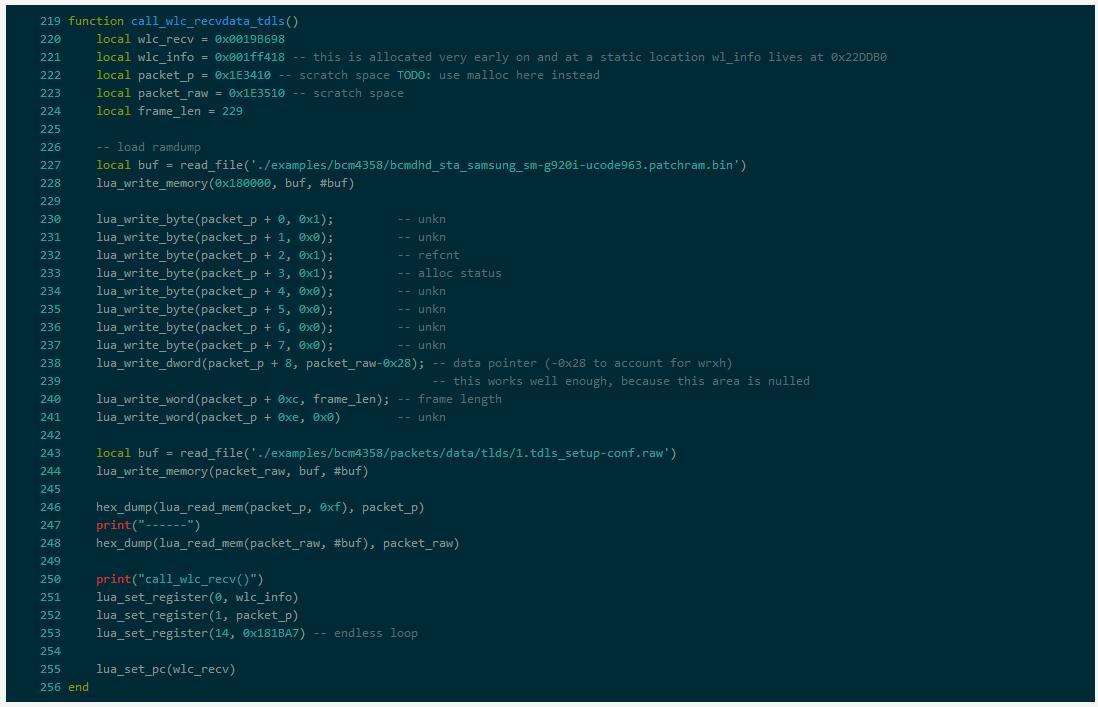 219 function call_wlc_recvdata_tdls()
220     local wlc_recv = 0x0019B698
221     local wlc_info = 0x001ff418 -- this is allocated very early on and at a static location wl_info lives at 0x22DDB0
222     local packet_p = 0x1E3410 -- scratch space TODO: use malloc here instead
223     local packet_raw = 0x1E3510 -- scratch space
224     local frame_len = 229
225
226     -- load ramdump
227     local buf = read_file('./examples/bcm4358/bcmdhd_sta_samsung_sm-g920i-ucode963.patchram.bin')
228     lua_write_memory(0x180000, buf, #buf)
229
230     lua_write_byte(packet_p + 0, 0x1);         -- unkn
231     lua_write_byte(packet_p + 1, 0x0);         -- unkn
232     lua_write_byte(packet_p + 2, 0x1);         -- refcnt
233     lua_write_byte(packet_p + 3, 0x1);         -- alloc status
234     lua_write_byte(packet_p + 4, 0x0);         -- unkn
235     lua_write_byte(packet_p + 5, 0x0);         -- unkn
236     lua_write_byte(packet_p + 6, 0x0);         -- unkn
237     lua_write_byte(packet_p + 7, 0x0);         -- unkn
238     lua_write_dword(packet_p + 8, packet_raw-0x28); -- data pointer (-0x28 to account for wrxh)
239                                                     -- this works well enough, because this area is nulled
240     lua_write_word(packet_p + 0xc, frame_len); -- frame length
241     lua_write_word(packet_p + 0xe, 0x0)        -- unkn
242
243     local buf = read_file('./examples/bcm4358/packets/data/tlds/1.tdls_setup-conf.raw')
244     lua_write_memory(packet_raw, buf, #buf)
245
246     hex_dump(lua_read_mem(packet_p, 0xf), packet_p)
247     print("------")
248     hex_dump(lua_read_mem(packet_raw, #buf), packet_raw)
249
250     print("call_wlc_recv()")
251     lua_set_register(0, wlc_info)
252     lua_set_register(1, packet_p)
253     lua_set_register(14, 0x181BA7) -- endless loop
254
255     lua_set_pc(wlc_recv)
256 end